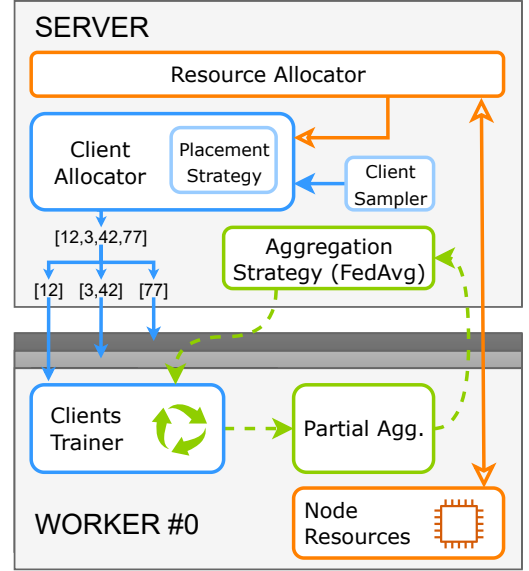 SERVER
Resource Allocator
Client
Allocator
Placement
Strategy
Client
Sampler
[12,3,42,77]
Aggregation
Strategy (FedAvg)
[12]
[3,42]
[77]
Clients
Trainer
Partial Agg.
WORKER #0
Node
Resources